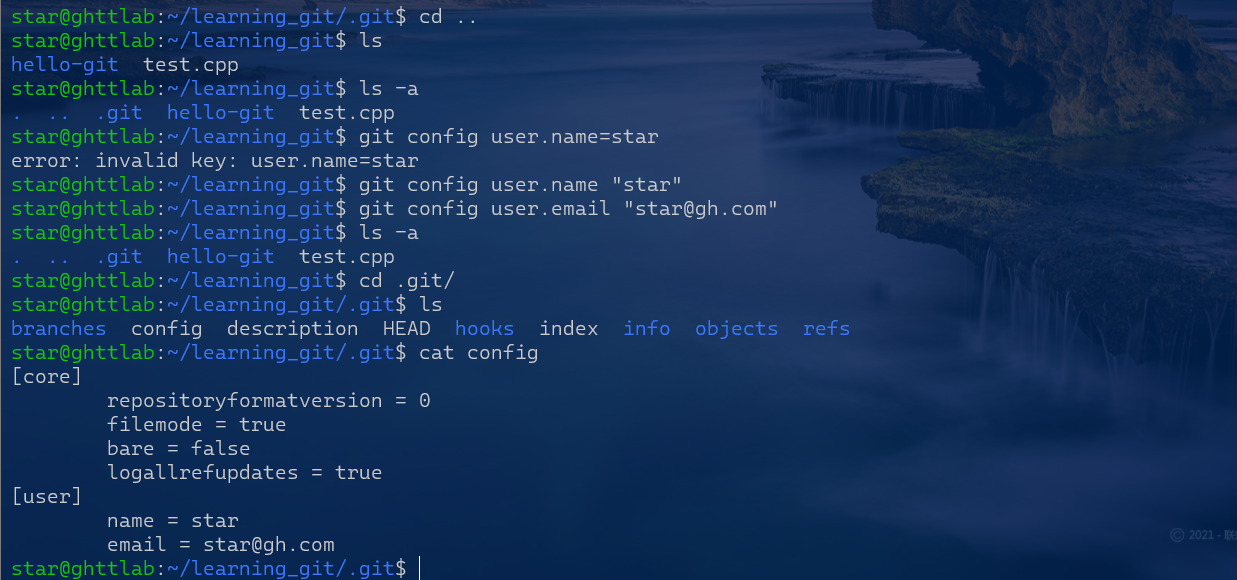 star@ghttlab:~/learning_git/.git$ cd ..
star@ghttlab:~/learning_git$ ls
hello-git  test.cpp
star@ghttlab:~/learning_git$ ls -a
.  ..  .git  hello-git  test.cpp
star@ghttlab:~/learning_git$ git config user.name=star
error: invalid key: user.name=star
star@ghttlab:~/learning_git$ git config user.name "star"
star@ghttlab:~/learning_git$ git config user.email "star@gh.com"
star@ghttlab:~/learning_git$ ls -a
.  ..  .git  hello-git  test.cpp
star@ghttlab:~/learning_git$ cd .git/
star@ghttlab:~/learning_git/.git$ ls
branches  config  description  HEAD  hooks  index  info  objects  refs
star@ghttlab:~/learning_git/.git$ cat config
[core]
        repositoryformatversion = 0
        filemode = true
        bare = false
        logallrefupdates = true
[user]
        name = star
        email = star@gh.com
© 2021 - 联
star@ghttlab:~/learning_git/.git$